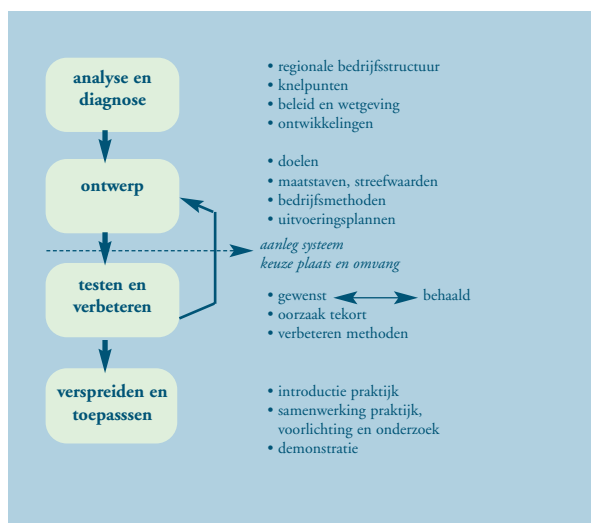 analyse en
diagnose
• regionale bedrijfsstructuur
• knelpunten
• beleid en wetgeving
• ontwikkelingen
ontwerp
• doelen
• maatstaven, streefwaarden
• bedrijfsmethoden
• uitvoeringsplannen
aanleg systeem
keuze plaats en omvang
testen en
verbeteren
• gewenst behaald
• oorzaak tekort
• verbeteren methoden
verspreiden en
toepasssen
• introductie praktijk
• samenwerking praktijk,
voorlichting en onderzoek
• demonstratie